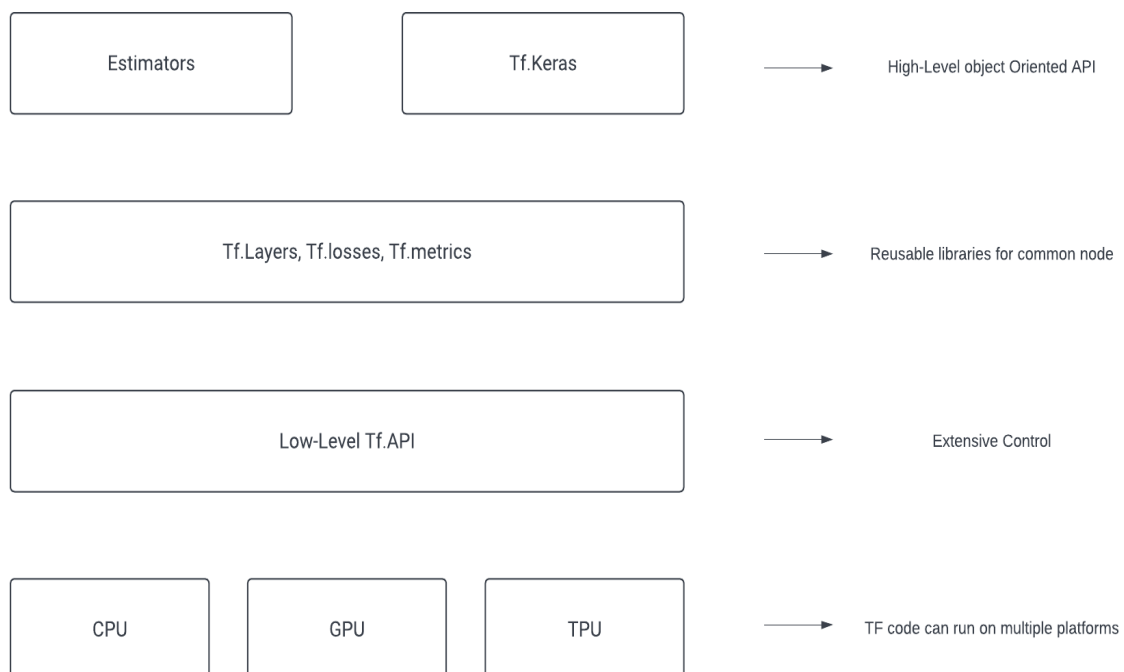 Estimators
Tf.Keras
High-Level object Oriented API
Tf.Layers, Tf.losses, Tf.metrics
Reusable libraries for common node
Low-Level Tf.API
Extensive Control
CPU
GPU
TPU
TF code can run on multiple platforms